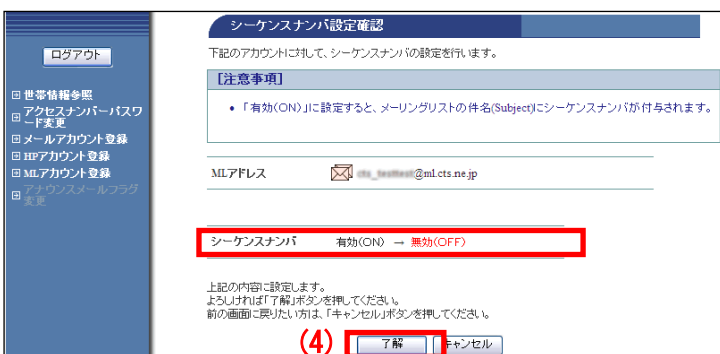 シーケンスナンバ設定確認
ログアウト
下記のアカウントに対して、シーケンスナンバの設定を行います。
[注意事項]
• 「有効(ON)」に設定すると、メーリングリストの件名(Subject)にシーケンスナンバが付与されます。
世帯情報参照
アクセスナンバーパスワ
ード変更
メールアカウント登録
HPアカウント登録
MLアカウント登録
アナウンスメールフラグ
変更
MLアドレス @ml.cts.ne.jp
シーケンスナンバ 有効(ON) → 無効(OFF)
上記の内容に設定します。
よろしければ「了解」ボタンを押してください。
前の画面に戻りたい方は、「キャンセル」ボタンを押してください。
(4) 了解 キャンセル